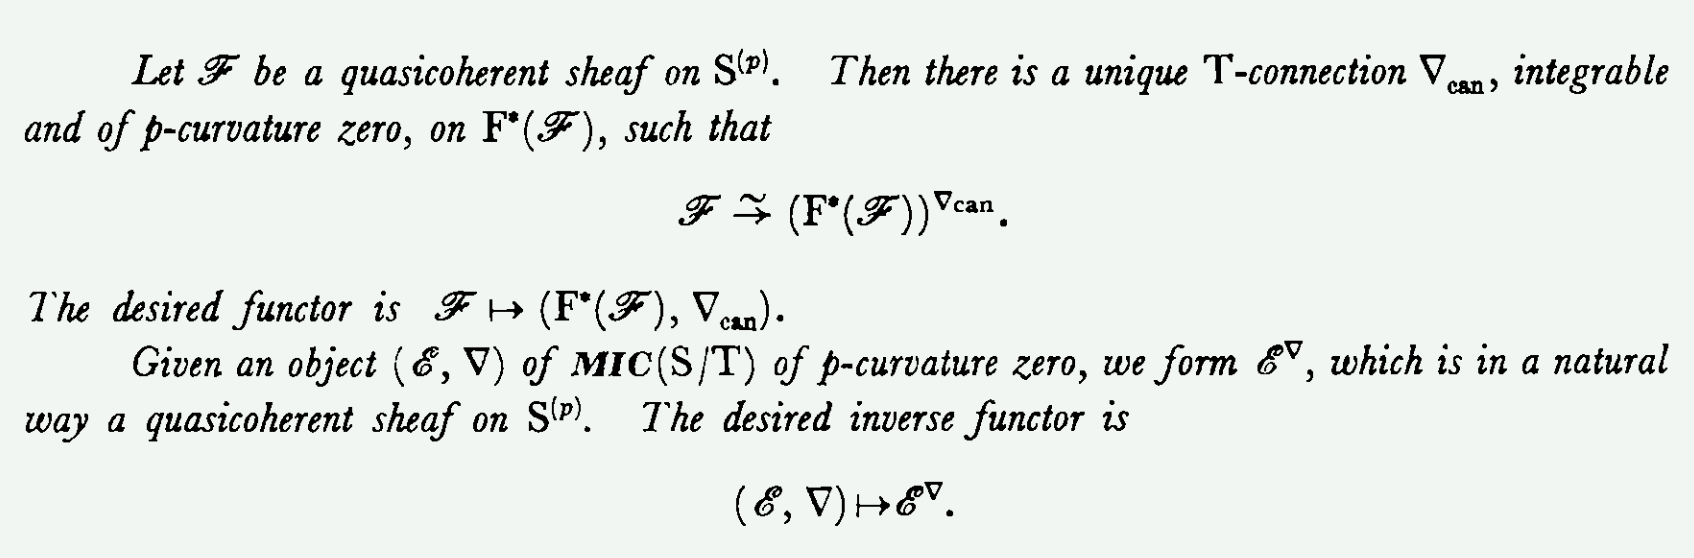 Let ℱ be a quasicoherent sheaf on S⁽ᵖ⁾. Then there is a unique T-connection ∇_can, integrable
and of p-curvature zero, on F*(ℱ), such that
ℱ ⥲ (F*(ℱ))^∇can.
The desired functor is ℱ ↦ (F*(ℱ), ∇_can).
Given an object (ℰ, ∇) of MIC(S/T) of p-curvature zero, we form ℰ^∇, which is in a natural
way a quasicoherent sheaf on S⁽ᵖ⁾. The desired inverse functor is
(ℰ, ∇) ↦ ℰ^∇.